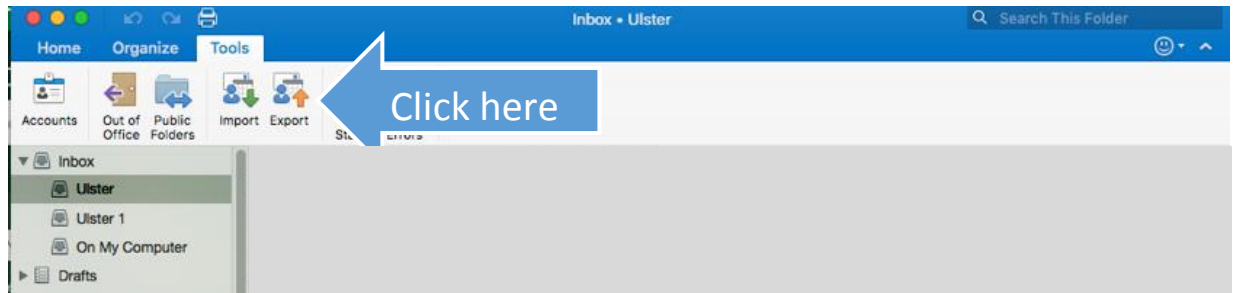 Inbox • Ulster
Search This Folder
Home Organize Tools
Click here
Accounts Out of Office Public Folders Import Export
Errors
Inbox
Ulster
Ulster 1
On My Computer
Drafts